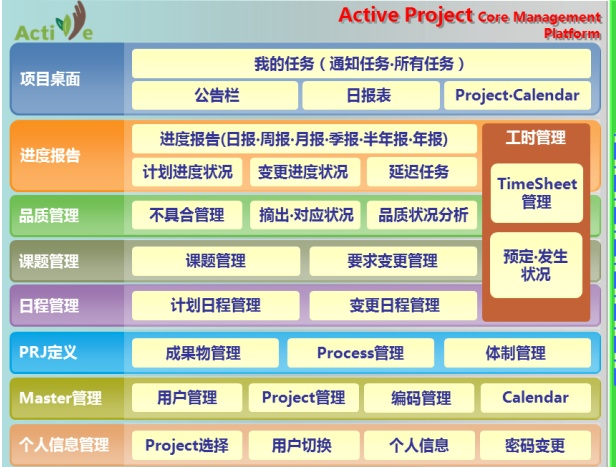 Active
Active Project Core Management
Platform
项目桌面
我的任务（通知任务·所有任务）
公告栏
日报表
Project·Calendar
进度报告
进度报告(日报·周报·月报·季报·半年报·年报)
计划进度状况
变更进度状况
延迟任务
工时管理
TimeSheet
管理
预定·发生
状况
品质管理
不具合管理
摘出·对应状况
品质状况分析
课题管理
课题管理
要求变更管理
日程管理
计划日程管理
变更日程管理
PRJ定义
成果物管理
Process管理
体制管理
Master管理
用户管理
Project管理
编码管理
Calendar
个人信息管理
Project选择
用户切换
个人信息
密码变更